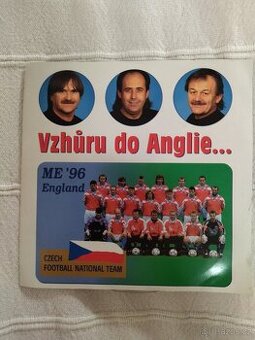 Vzhůru do Anglie...
ME '96
England
CZECH
FOOTBALL NATIONAL TEAM